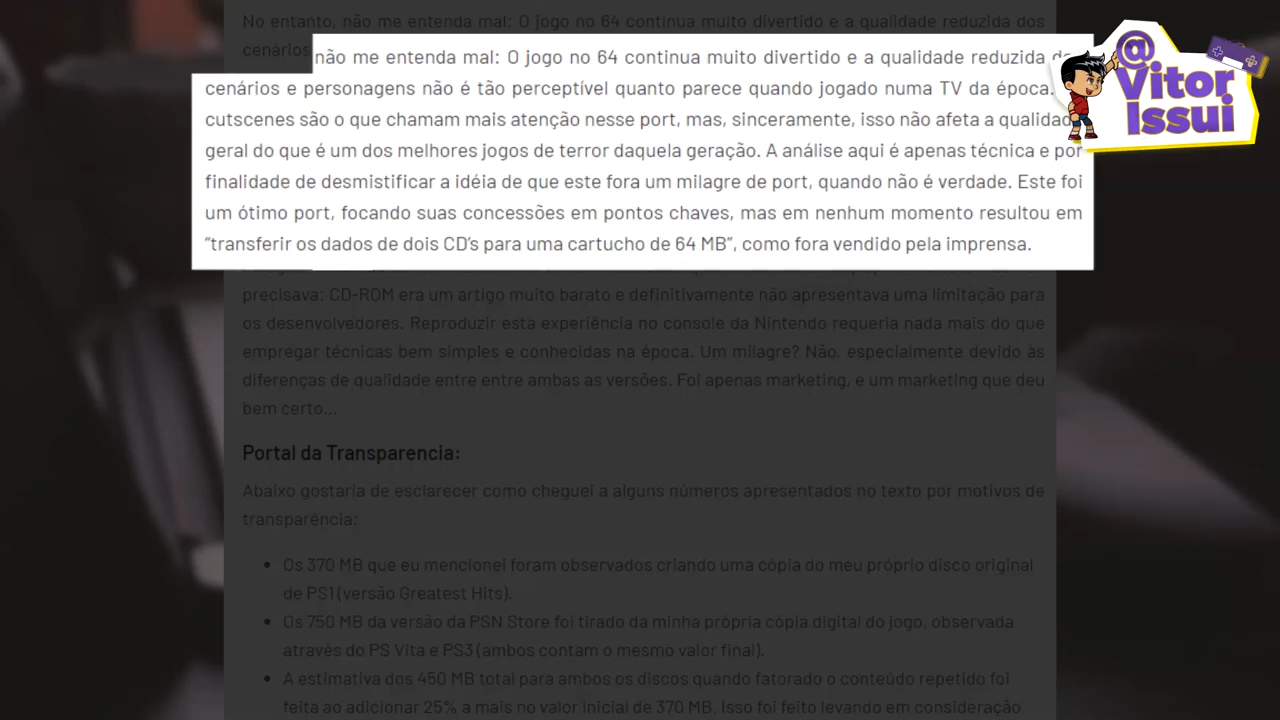 No entanto, não me entenda mal: O jogo no 64 continua muito divertido e a qualidade reduzida dos
cenários
não me entenda mal: O jogo no 64 continua muito divertido e a qualidade reduzida
cenários e personagens não é tão perceptível quanto parece quando jogado numa TV da época.
cutscenes são o que chamam mais atenção nesse port, mas, sinceramente, isso não afeta a qualidade
geral do que é um dos melhores jogos de terror daquela geração. A análise aqui é apenas técnica e por
finalidade de desmistificar a idéia de que este fora um milagre de port, quando não é verdade. Este foi
um ótimo port, focando suas concessões em pontos chaves, mas em nenhum momento resultou em
“transferir os dados de dois CD’s para uma cartucho de 64 MB”, como fora vendido pela imprensa.
precisava: CD-ROM era um artigo muito barato e definitivamente não apresentava uma limitação para
os desenvolvedores. Reproduzir esta experiência no console da Nintendo requeria nada mais do que
empregar técnicas bem simples e conhecidas na época. Um milagre? Não. especialmente devido às
diferenças de qualidade entre entre ambas as versões. Foi apenas marketing, e um marketing que deu
bem certo...
Portal da Transparencia:
Abaixo gostaria de esclarecer como cheguei a alguns números apresentados no texto por motivos de
transparência:
Os 370 MB que eu mencionei foram observados criando uma cópia do meu próprio disco original
de PS1 (versão Greatest Hits).
Os 750 MB da versão da PSN Store foi tirado da minha própria cópia digital do jogo, observada
através do PS Vita e PS3 (ambos contam o mesmo valor final).
A estimativa dos 450 MB total para ambos os discos quando fatorado o conteúdo repetido foi
feita ao adicionar 25% a mais no valor inicial de 370 MB. Isso foi feito levando em consideração
@
Vitor
Issui